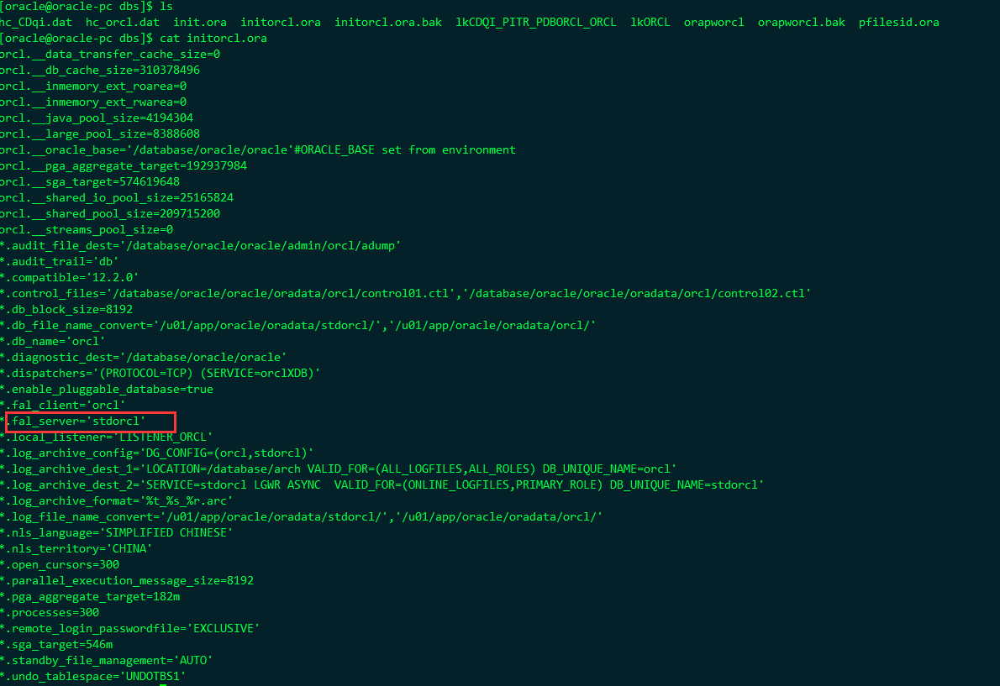 [oracle@oracle-pc dbs]$ ls
hc_CDqi.dat  hc_orcl.dat  init.ora  initorcl.ora  initorcl.ora.bak  lkCDQI_PITR_PDBORCL_ORCL  lkORCL  orapworcl  orapworcl.bak  pfilesid.ora
[oracle@oracle-pc dbs]$ cat initorcl.ora
orcl.__data_transfer_cache_size=0
orcl.__db_cache_size=310378496
orcl.__inmemory_ext_roarea=0
orcl.__inmemory_ext_rwarea=0
orcl.__java_pool_size=4194304
orcl.__large_pool_size=8388608
orcl.__oracle_base='/database/oracle/oracle'#ORACLE_BASE set from environment
orcl.__pga_aggregate_target=192937984
orcl.__sga_target=574619648
orcl.__shared_io_pool_size=25165824
orcl.__shared_pool_size=209715200
orcl.__streams_pool_size=0
*.audit_file_dest='/database/oracle/oracle/admin/orcl/adump'
*.audit_trail='db'
*.compatible='12.2.0'
*.control_files='/database/oracle/oracle/oradata/orcl/control01.ctl','/database/oracle/oracle/oradata/orcl/control02.ctl'
*.db_block_size=8192
*.db_file_name_convert='/u01/app/oracle/oradata/stdorcl/','/u01/app/oracle/oradata/orcl/'
*.db_name='orcl'
*.diagnostic_dest='/database/oracle/oracle'
*.dispatchers='(PROTOCOL=TCP) (SERVICE=orclXDB)'
*.enable_pluggable_database=true
*.fal_client='orcl'
*.fal_server='stdorcl'
*.local_listener='LISTENER_ORCL'
*.log_archive_config='DG_CONFIG=(orcl,stdorcl)'
*.log_archive_dest_1='LOCATION=/database/arch VALID_FOR=(ALL_LOGFILES,ALL_ROLES) DB_UNIQUE_NAME=orcl'
*.log_archive_dest_2='SERVICE=stdorcl LGWR ASYNC  VALID_FOR=(ONLINE_LOGFILES,PRIMARY_ROLE) DB_UNIQUE_NAME=stdorcl'
*.log_archive_format='%t_%s_%r.arc'
*.log_file_name_convert='/u01/app/oracle/oradata/stdorcl/','/u01/app/oracle/oradata/orcl/'
*.nls_language='SIMPLIFIED CHINESE'
*.nls_territory='CHINA'
*.open_cursors=300
*.parallel_execution_message_size=8192
*.pga_aggregate_target=182m
*.processes=300
*.remote_login_passwordfile='EXCLUSIVE'
*.sga_target=546m
*.standby_file_management='AUTO'
*.undo_tablespace='UNDOTBS1'